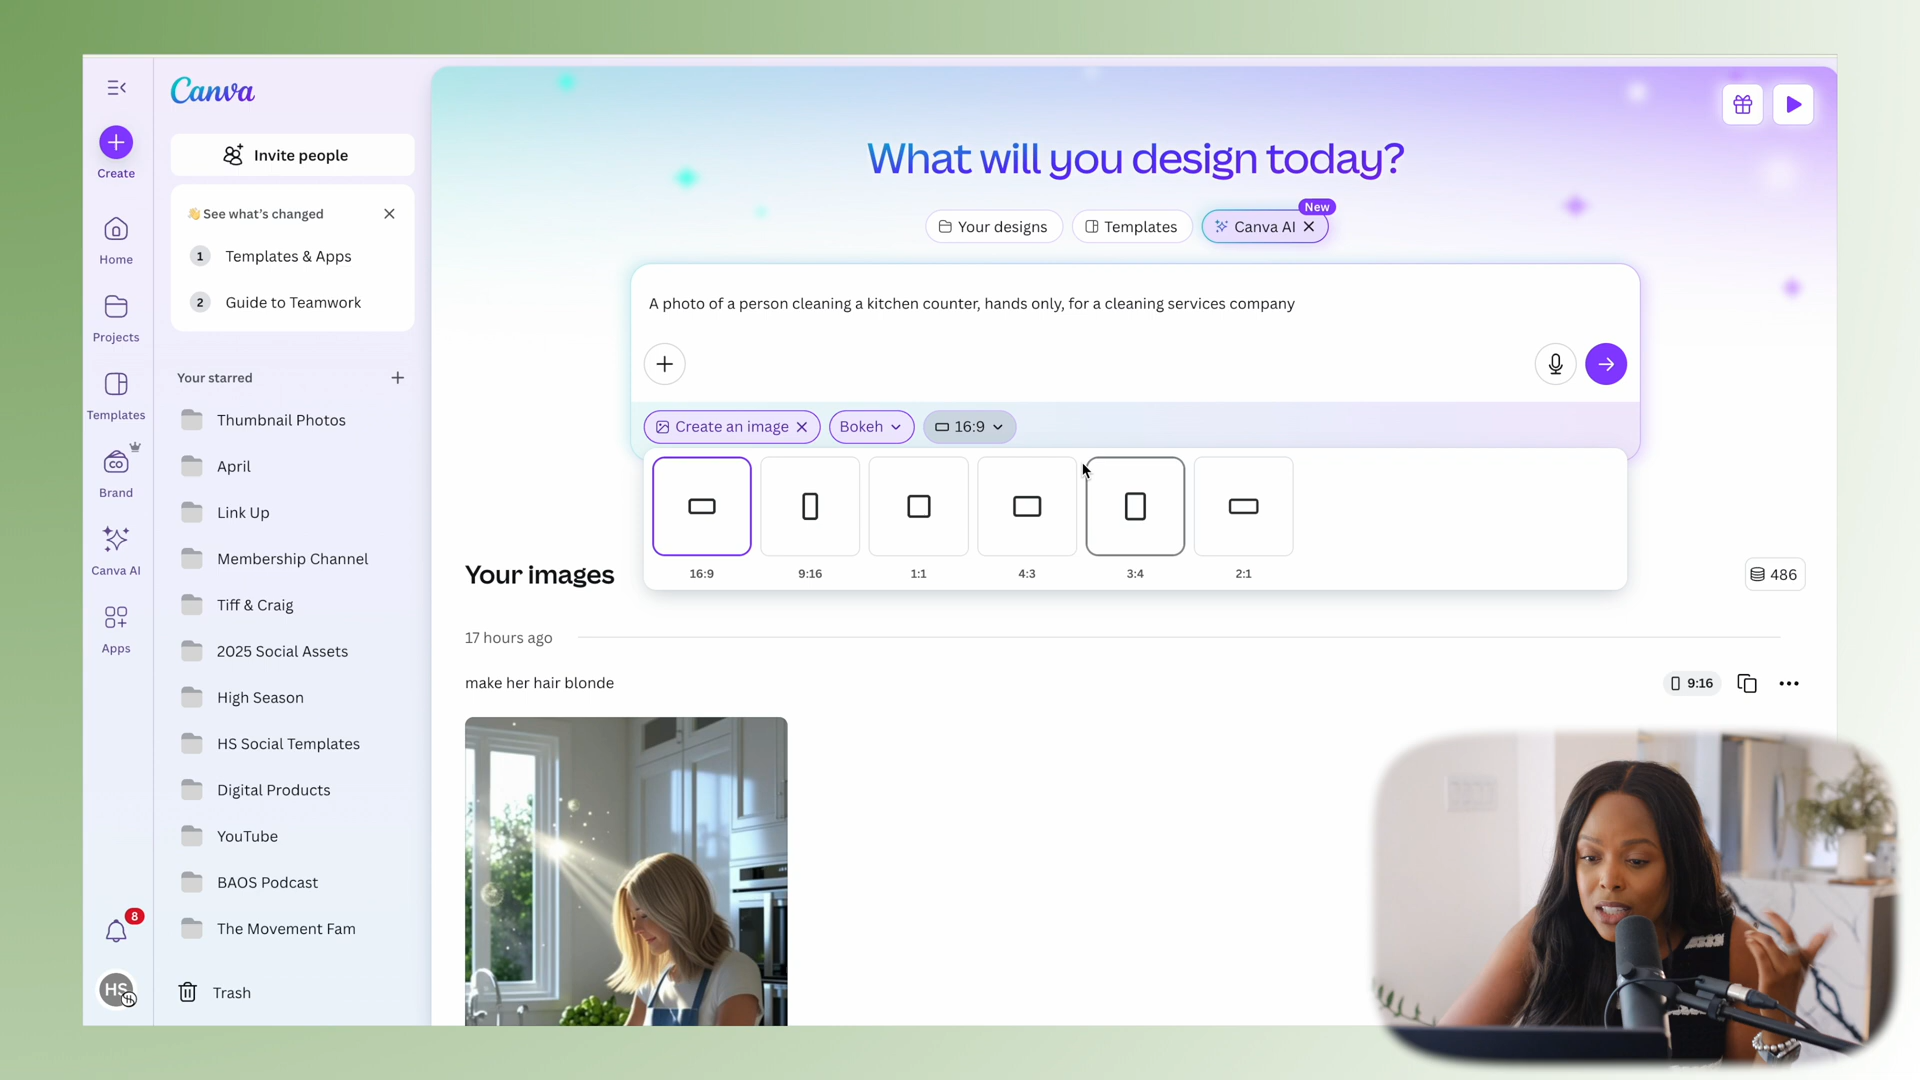 Canva
Create
Invite people
👋 See what's changed
1 Templates & Apps
2 Guide to Teamwork
Home
Projects
Templates
Brand
Canva AI
Apps
8
HS
Your starred
Thumbnail Photos
April
Link Up
Membership Channel
Tiff & Craig
2025 Social Assets
High Season
HS Social Templates
Digital Products
YouTube
BAOS Podcast
The Movement Fam
Trash
What will you design today?
Your designs
Templates
Canva AI
New
A photo of a person cleaning a kitchen counter, hands only, for a cleaning services company
Create an image
Bokeh
16:9
16:9
9:16
1:1
4:3
3:4
2:1
Your images
486
17 hours ago
make her hair blonde
9:16